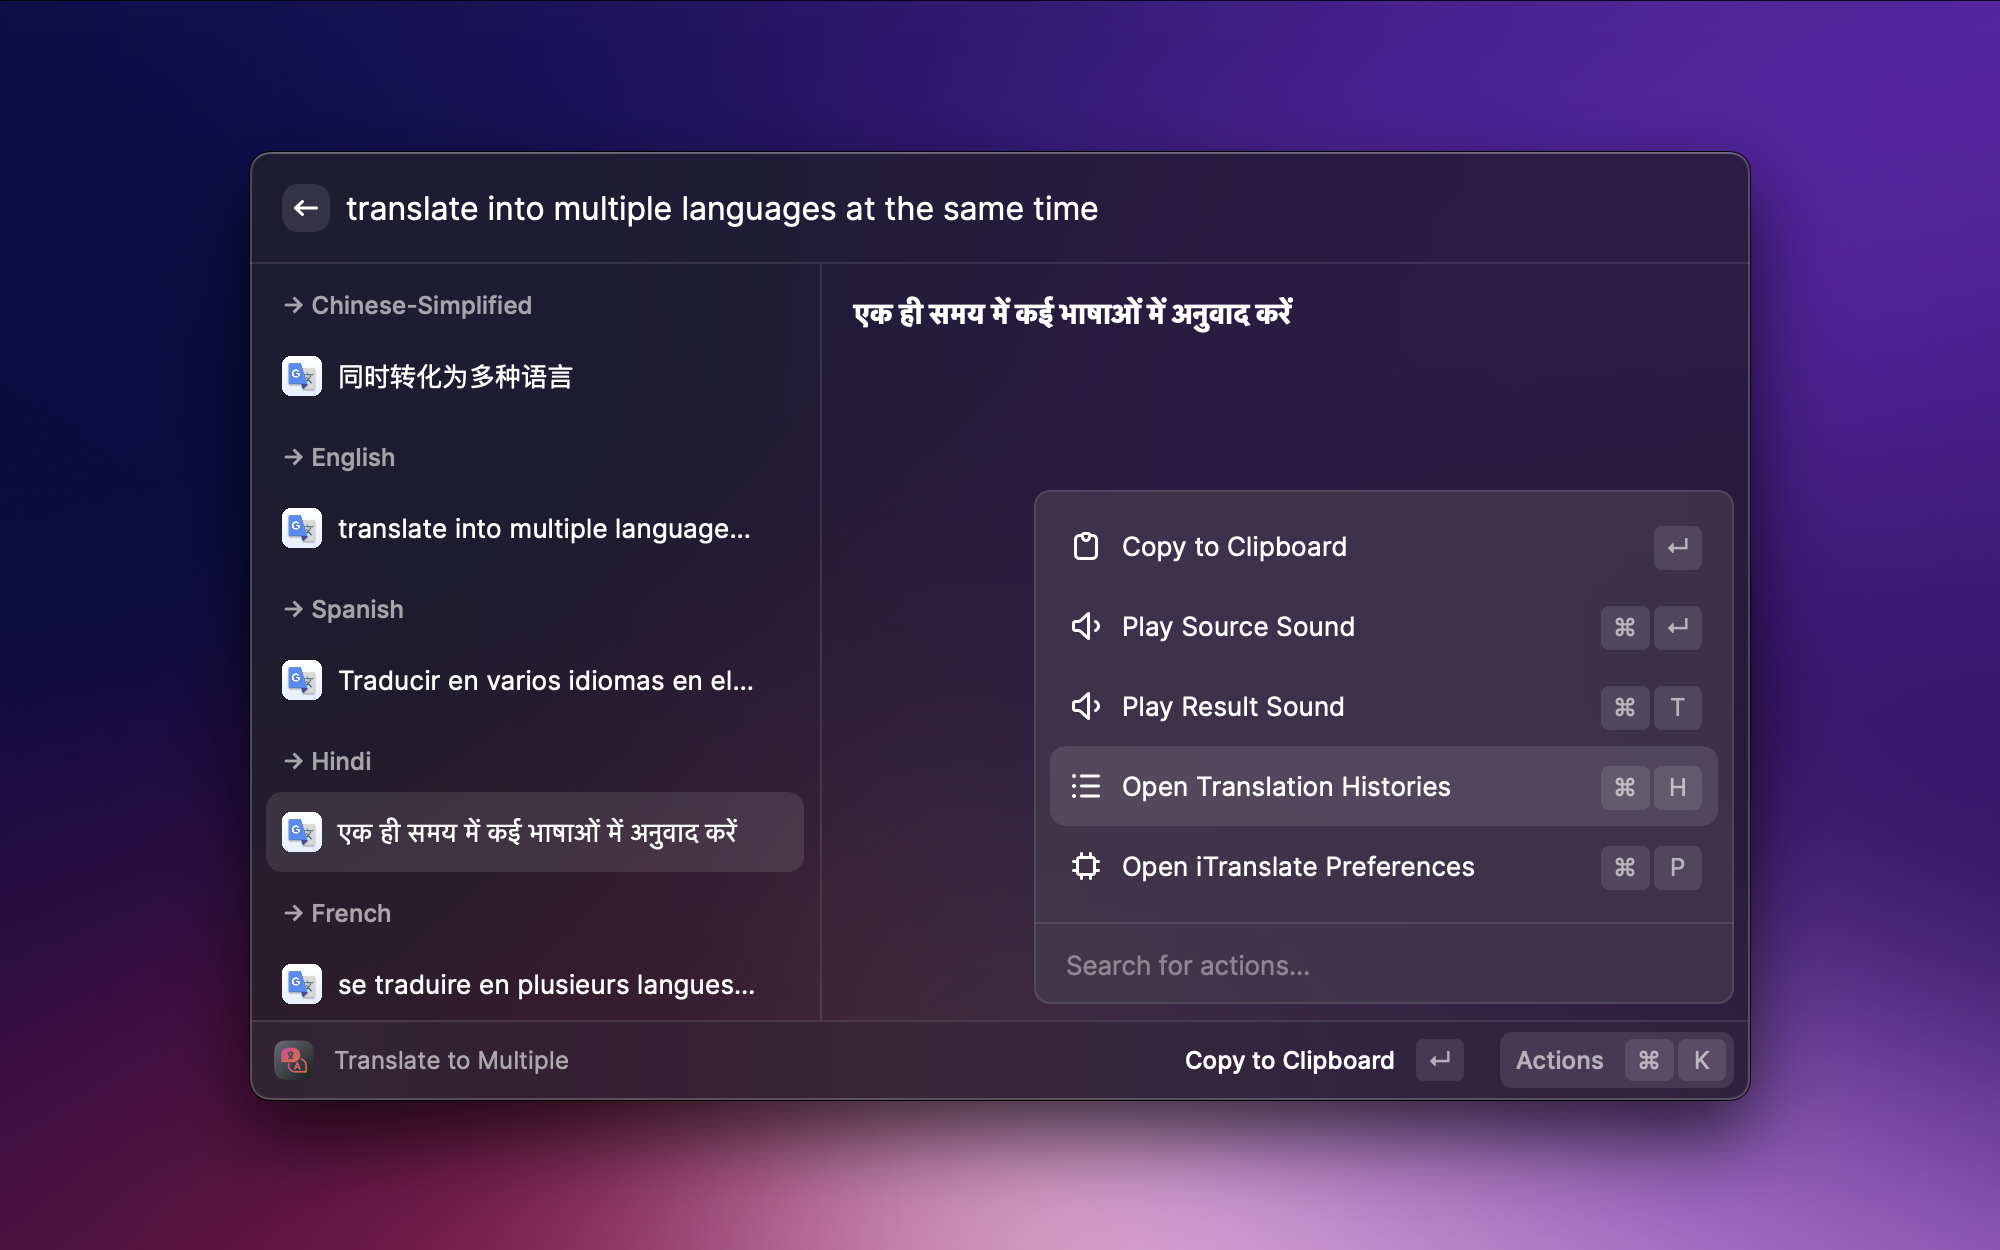 translate into multiple languages at the same time
→ Chinese-Simplified
同时转化为多种语言
→ English
translate into multiple language...
→ Spanish
Traducir en varios idiomas en el...
→ Hindi
एक ही समय में कई भाषाओं में अनुवाद करें
→ French
se traduire en plusieurs langues...
एक ही समय में कई भाषाओं में अनुवाद करें
Copy to Clipboard ↵
Play Source Sound ⌘ ↵
Play Result Sound ⌘ T
Open Translation Histories ⌘ H
Open iTranslate Preferences ⌘ P
Search for actions...
Translate to Multiple
Copy to Clipboard ↵
Actions ⌘ K